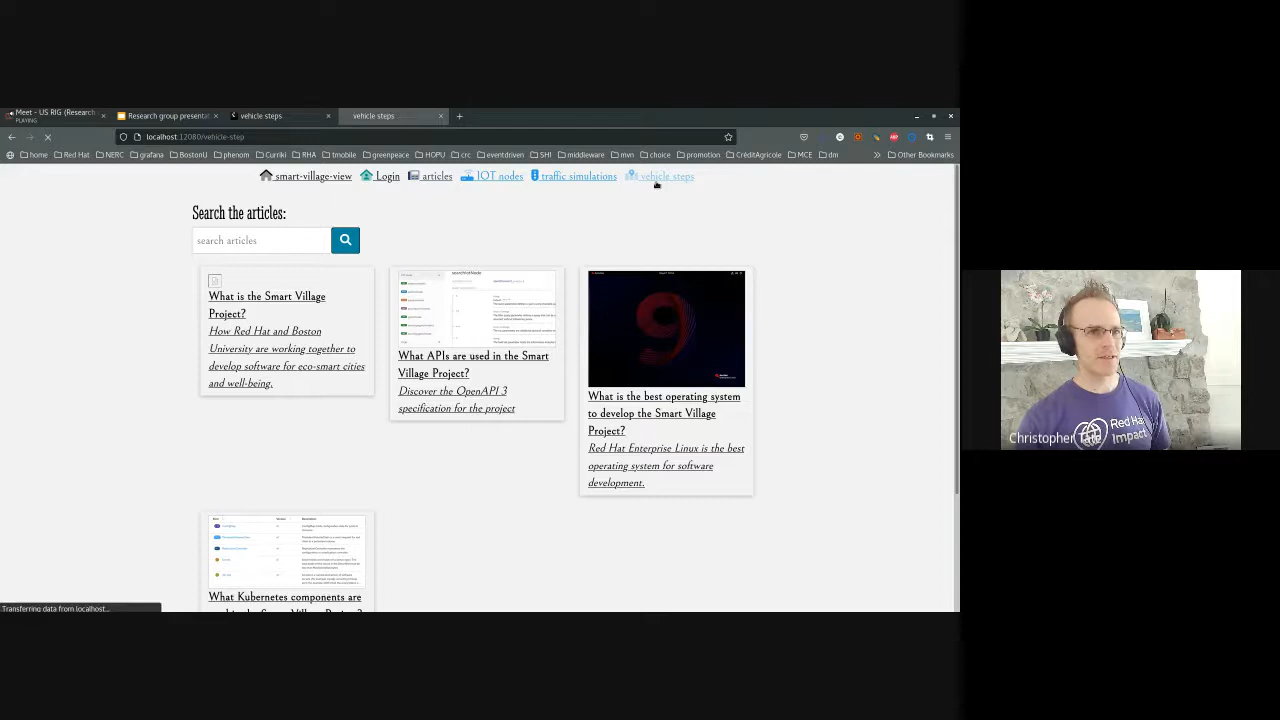 Meet - US RIG (Research
PLAYING
Research group presentat
vehicle steps
vehicle steps
localhost:12080/vehicle-step
home
Red Hat
NERC
grafana
BostonU
phenom
Curriki
RHA
tmobile
greenpeace
HOPU
crc
eventdriven
SHI
middleware
mvn
choice
promotion
CréditAgricole
MCE
dm
Other Bookmarks
smart-village-view
Login
articles
IOT nodes
traffic simulations
vehicle steps
Search the articles:
search articles
What is the Smart Village
Project?
How Red Hat and Boston
University are working together to
develop software for eco-smart cities
and well-being.
What APIs are used in the Smart
Village Project?
Discover the OpenAPI 3
specification for the project
9
What is the best operating system
to develop the Smart Village
Project?
Red Hat Enterprise Linux is the best
operating system for software
development.
What Kubernetes components are
Transferring data from localhost...
Red Hat
Impact
Christopher Tate